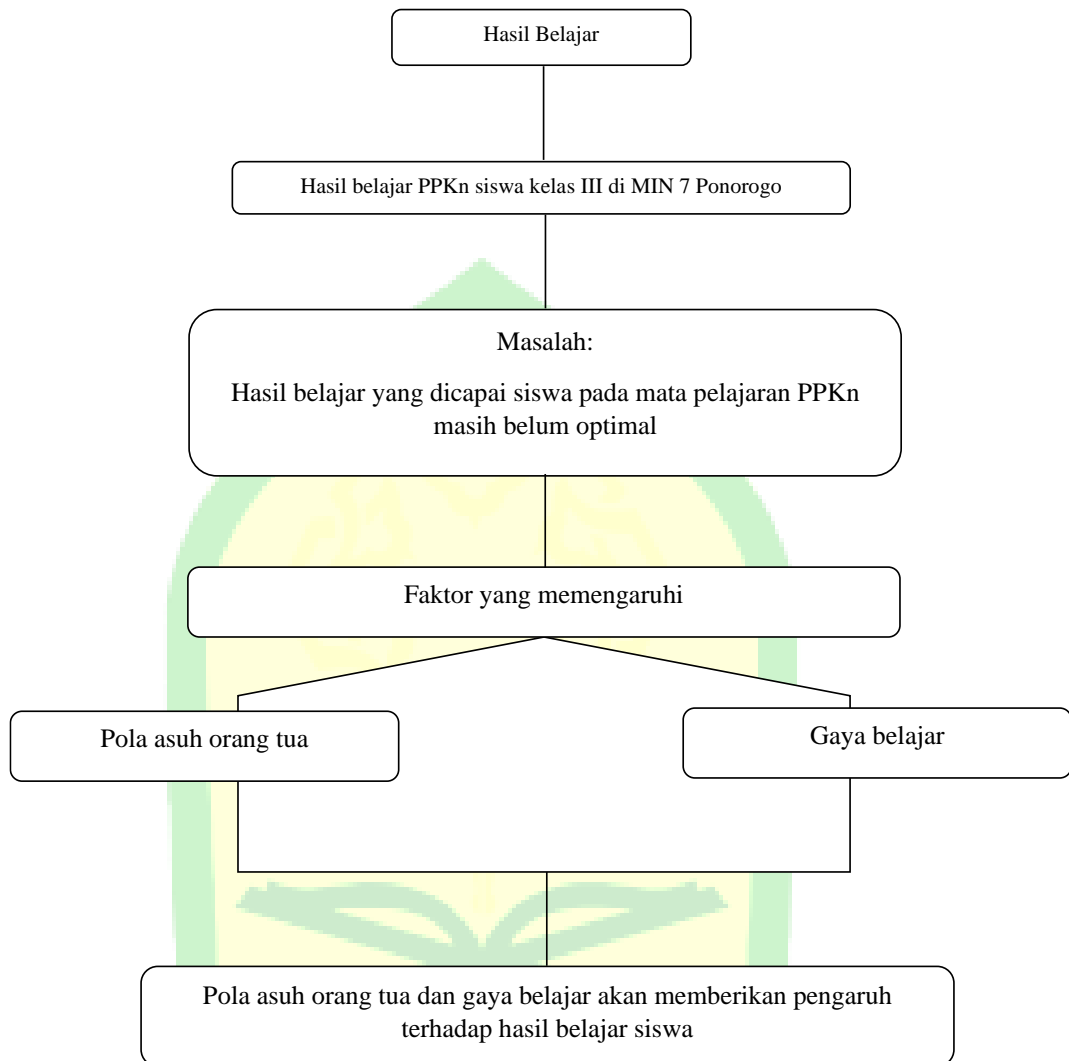 Hasil Belajar
Hasil belajar PPKn siswa kelas III di MIN 7 Ponorogo
Masalah:
Hasil belajar yang dicapai siswa pada mata pelajaran PPKn
masih belum optimal
Faktor yang memengaruhi
Pola asuh orang tua
Gaya belajar
Pola asuh orang tua dan gaya belajar akan memberikan pengaruh
terhadap hasil belajar siswa